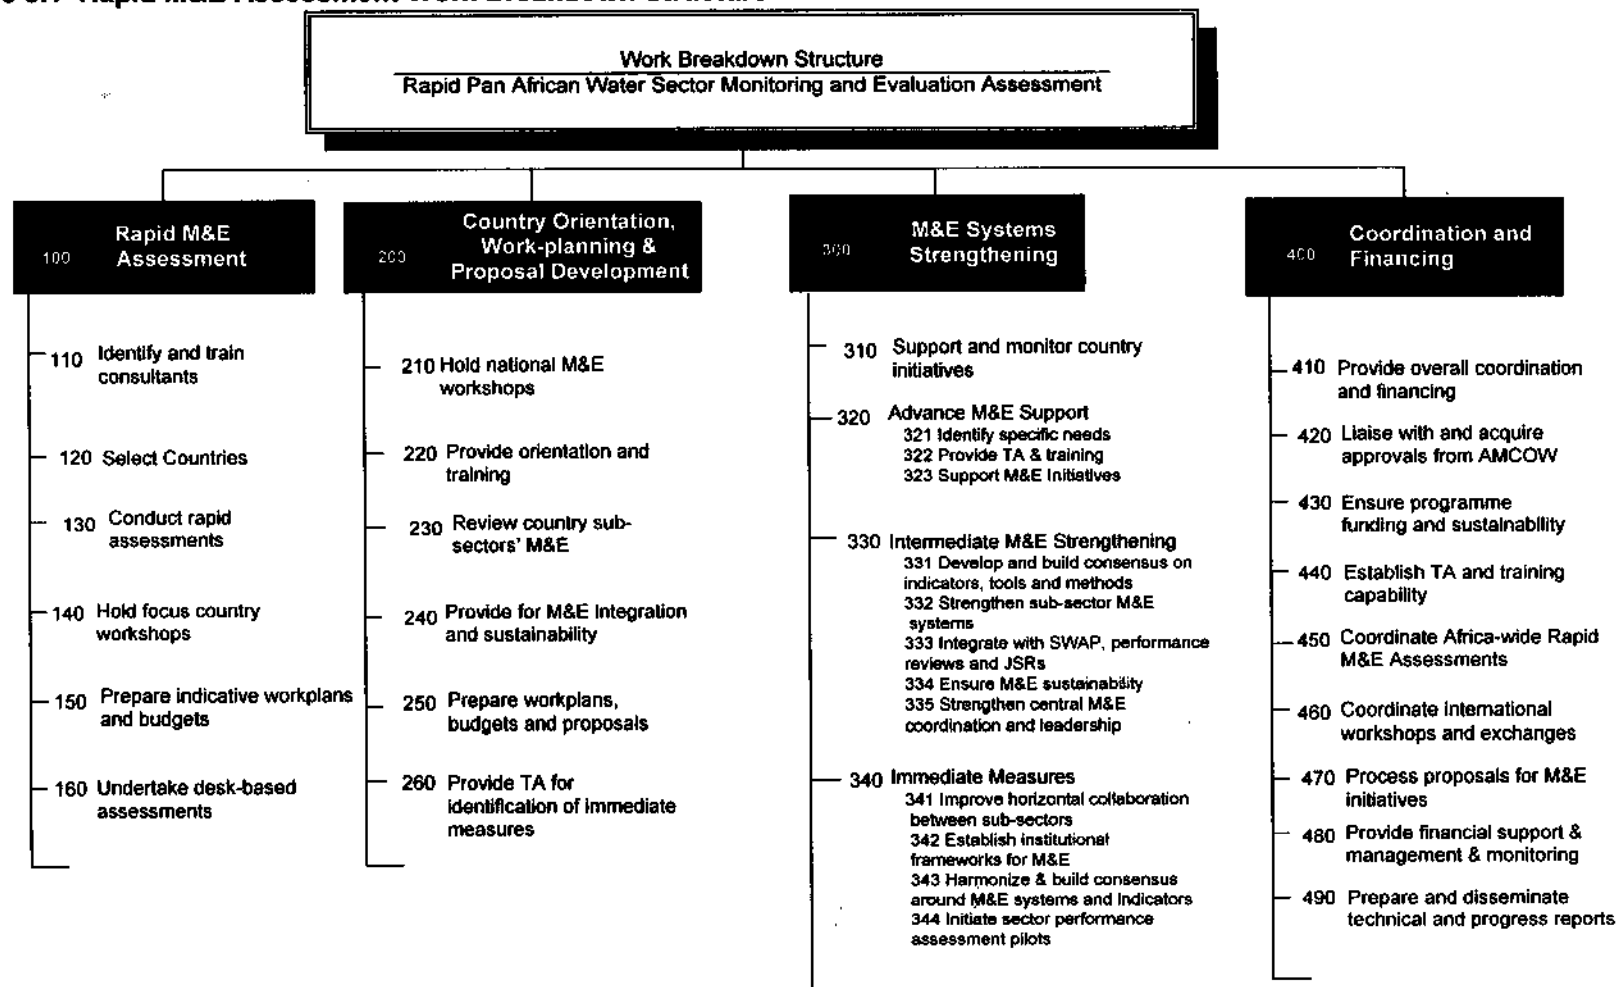 Rapid M&E Assessment Work Breakdown Structure
Work Breakdown Structure
Rapid Pan African Water Sector Monitoring and Evaluation Assessment
100 Rapid M&E
Assessment
110 Identify and train
consultants
120 Select Countries
130 Conduct rapid
assessments
140 Hold focus country
workshops
150 Prepare indicative workplans
and budgets
160 Undertake desk-based
assessments
200 Country Orientation,
Work-planning &
Proposal Development
210 Hold national M&E
workshops
220 Provide orientation and
training
230 Review country sub-
sectors' M&E
240 Provide for M&E Integration
and sustainability
250 Prepare workplans,
budgets and proposals
260 Provide TA for
identification of immediate
measures
300 M&E Systems
Strengthening
310 Support and monitor country
initiatives
320 Advance M&E Support
321 Identify specific needs
322 Provide TA & training
323 Support M&E Initiatives
330 Intermediate M&E Strengthening
331 Develop and build consensus on
indicators, tools and methods
332 Strengthen sub-sector M&E
systems
333 Integrate with SWAP, performance
reviews and JSRs
334 Ensure M&E sustainability
335 Strengthen central M&E
coordination and leadership
340 Immediate Measures
341 Improve horizontal collaboration
between sub-sectors
342 Establish institutional
frameworks for M&E
343 Harmonize & build consensus
around M&E systems and Indicators
344 Initiate sector performance
assessment pilots
400 Coordination and
Financing
410 Provide overall coordination
and financing
420 Liaise with and acquire
approvals from AMCOW
430 Ensure programme
funding and sustainability
440 Establish TA and training
capability
450 Coordinate Africa-wide Rapid
M&E Assessments
460 Coordinate international
workshops and exchanges
470 Process proposals for M&E
initiatives
480 Provide financial support &
management & monitoring
490 Prepare and disseminate
technical and progress reports